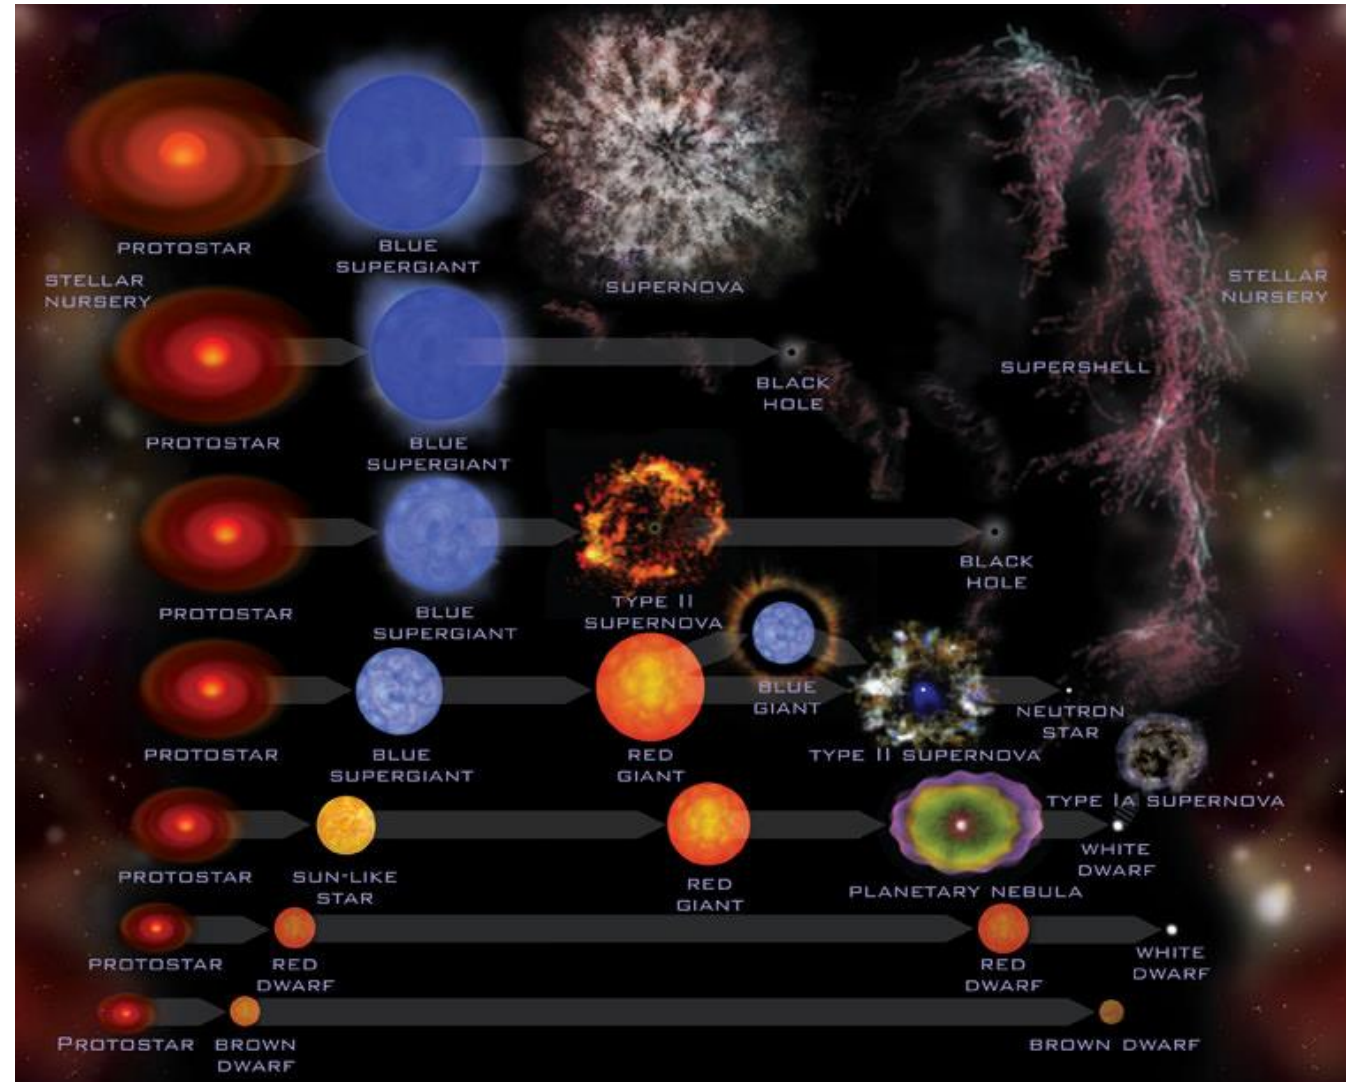 PROTOSTAR
BLUE
SUPERGIANT
SUPERNOVA
STELLAR
NURSERY
STELLAR
NURSERY
PROTOSTAR
BLUE
SUPERGIANT
BLACK
HOLE
SUPERSHELL
PROTOSTAR
BLUE
SUPERGIANT
TYPE II
SUPERNOVA
BLACK
HOLE
PROTOSTAR
BLUE
SUPERGIANT
RED
GIANT
BLUE
GIANT
TYPE II SUPERNOVA
NEUTRON
STAR
PROTOSTAR
SUN-LIKE
STAR
RED
GIANT
PLANETARY NEBULA
TYPE IA SUPERNOVA
WHITE
DWARF
PROTOSTAR
RED
DWARF
RED
DWARF
WHITE
DWARF
PROTOSTAR
BROWN
DWARF
BROWN DWARF